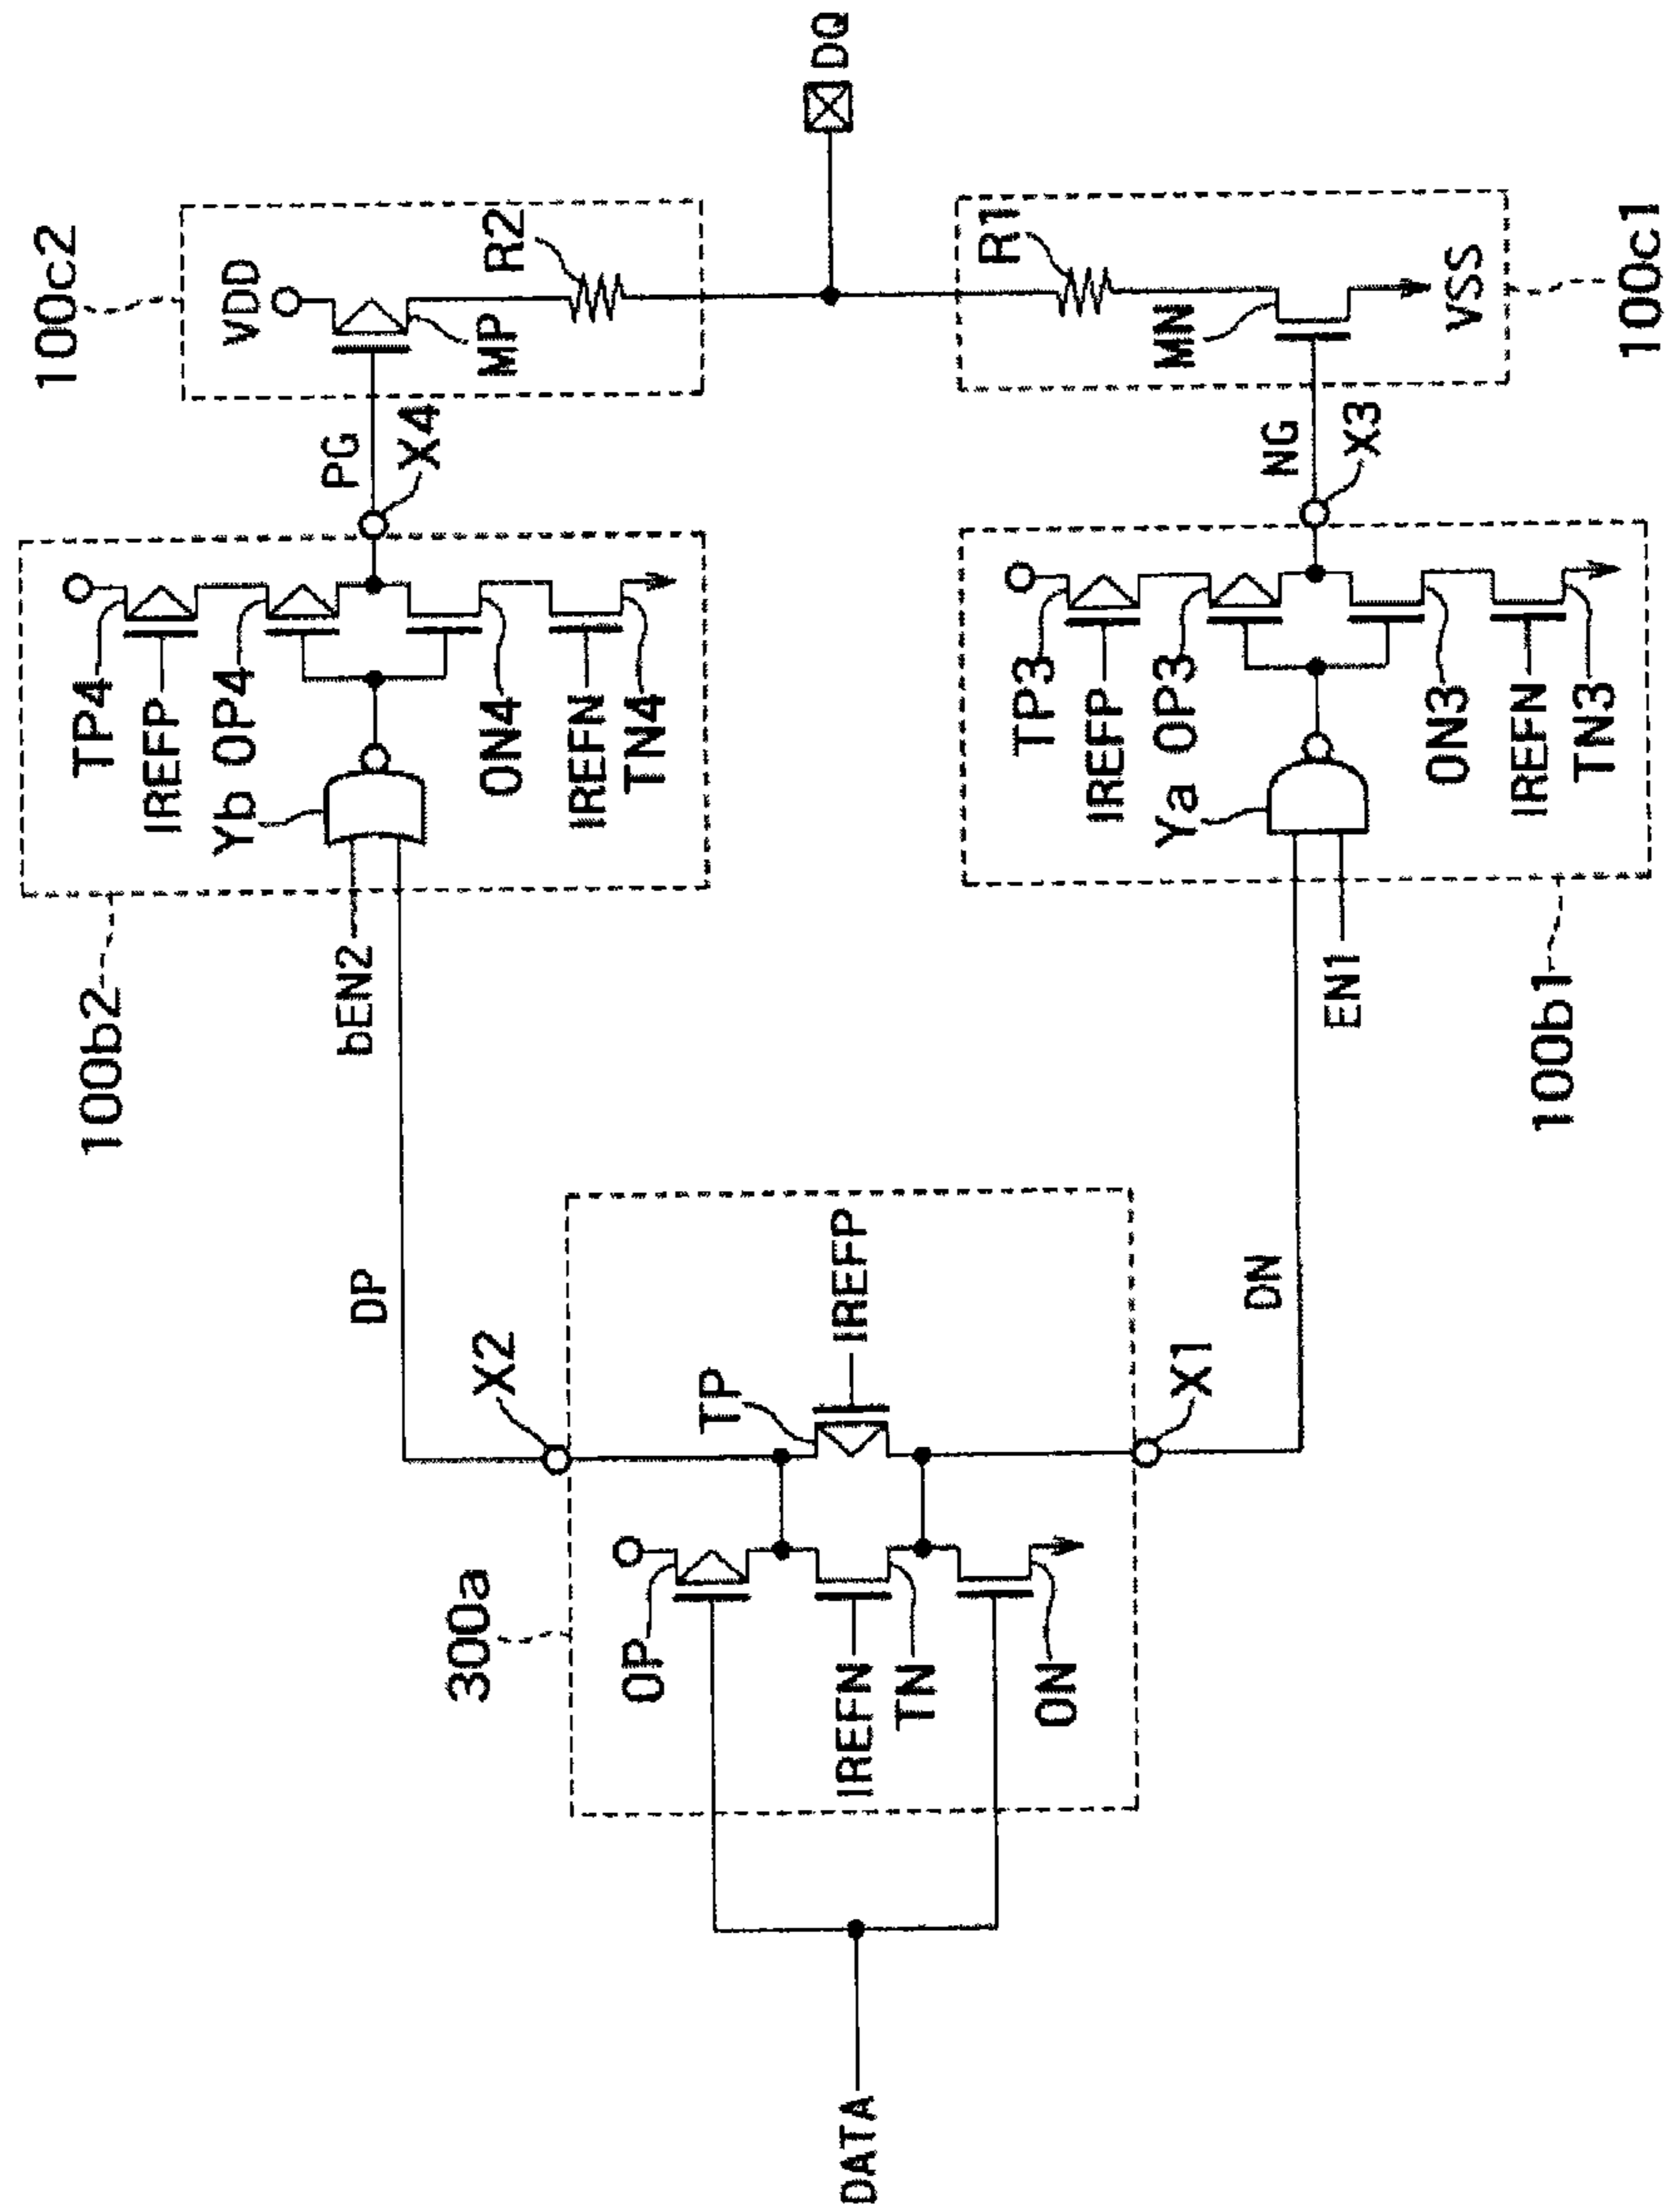 100c2
VDD
R2
MP
PG
X4
TP4
IREFP
Yb
OP4
ON4
IREFN
TN4
bEN2
100b2
DQ
R1
MN
VSS
100c1
NG
X3
TP3
IREFP
Ya
OP3
ON3
IREFN
TN3
EN1
100b1
DP
X2
TP
IREFP
DN
X1
300a
OP
IREFN
TN
ON
DATA